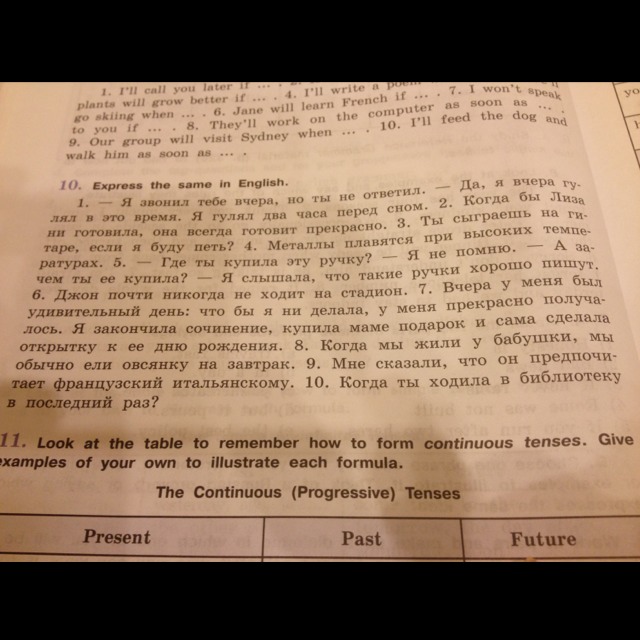 1. I'll call you later if ... .
plants will grow better if ... . 4. I'll write a poem
go skiing when ... . 6. Jane will learn French if ... . 7. I won't speak
to you if ... . 8. They'll work on the computer as soon as ... .
9. Our group will visit Sydney when ... . 10. I'll feed the dog and
walk him as soon as ... .
10. Express the same in English.
1. — Я звонил тебе вчера, но ты не ответил. — Да, я вчера гу-
лял в это время. Я гулял два часа перед сном. 2. Когда бы Лиза
ни готовила, она всегда готовит прекрасно. 3. Ты сыграешь на ги-
таре, если я буду петь? 4. Металлы плавятся при высоких темпе-
ратурах. 5. — Где ты купила эту ручку? — Я не помню. — А за-
чем ты ее купила? — Я слышала, что такие ручки хорошо пишут.
6. Джон почти никогда не ходит на стадион. 7. Вчера у меня был
удивительный день: что бы я ни делала, у меня прекрасно получа-
лось. Я закончила сочинение, купила маме подарок и сама сделала
открытку к ее дню рождения. 8. Когда мы жили у бабушки, мы
обычно ели овсянку на завтрак. 9. Мне сказали, что он предпочи-
тает французский итальянскому. 10. Когда ты ходила в библиотеку
в последний раз?
11. Look at the table to remember how to form continuous tenses. Give
examples of your own to illustrate each formula.
The Continuous (Progressive) Tenses
Present Past Future